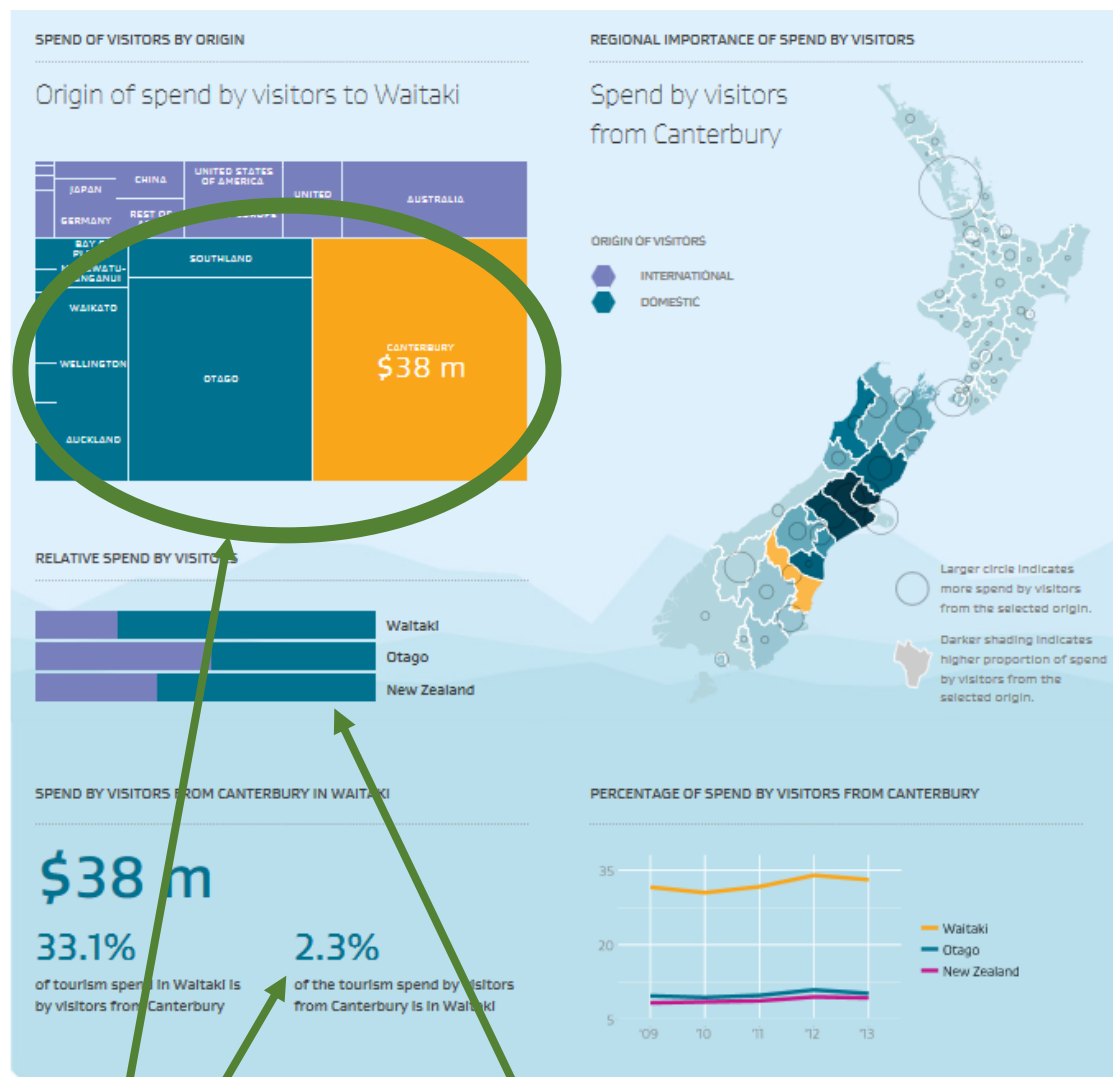 SPEND OF VISITORS BY ORIGIN
Origin of spend by visitors to Waitaki
JAPAN
CHINA
UNITED STATES
OF AMERICA
UNITED
AUSTRALIA
GERMANY
REST OF
BAY
SOUTHLAND
WAIKATO
WELLINGTON
OTAGO
AUCKLAND
CANTERBURY
$38 m
RELATIVE SPEND BY VISITORS
Waitaki
Otago
New Zealand
SPEND BY VISITORS FROM CANTERBURY IN WAITAKI
$38 m
33.1%
of tourism spend in Waitaki is
by visitors from Canterbury
2.3%
of the tourism spend by visitors
from Canterbury is in Waitaki
REGIONAL IMPORTANCE OF SPEND BY VISITORS
Spend by visitors
from Canterbury
ORIGIN OF VISITORS
INTERNATIONAL
DOMESTIC
Larger circle indicates
more spend by visitors
from the selected origin.
Darker shading indicates
higher proportion of spend
by visitors from the
selected origin.
PERCENTAGE OF SPEND BY VISITORS FROM CANTERBURY
35
20
5
'09 '10 '11 '12 '13
Waitaki
Otago
New Zealand